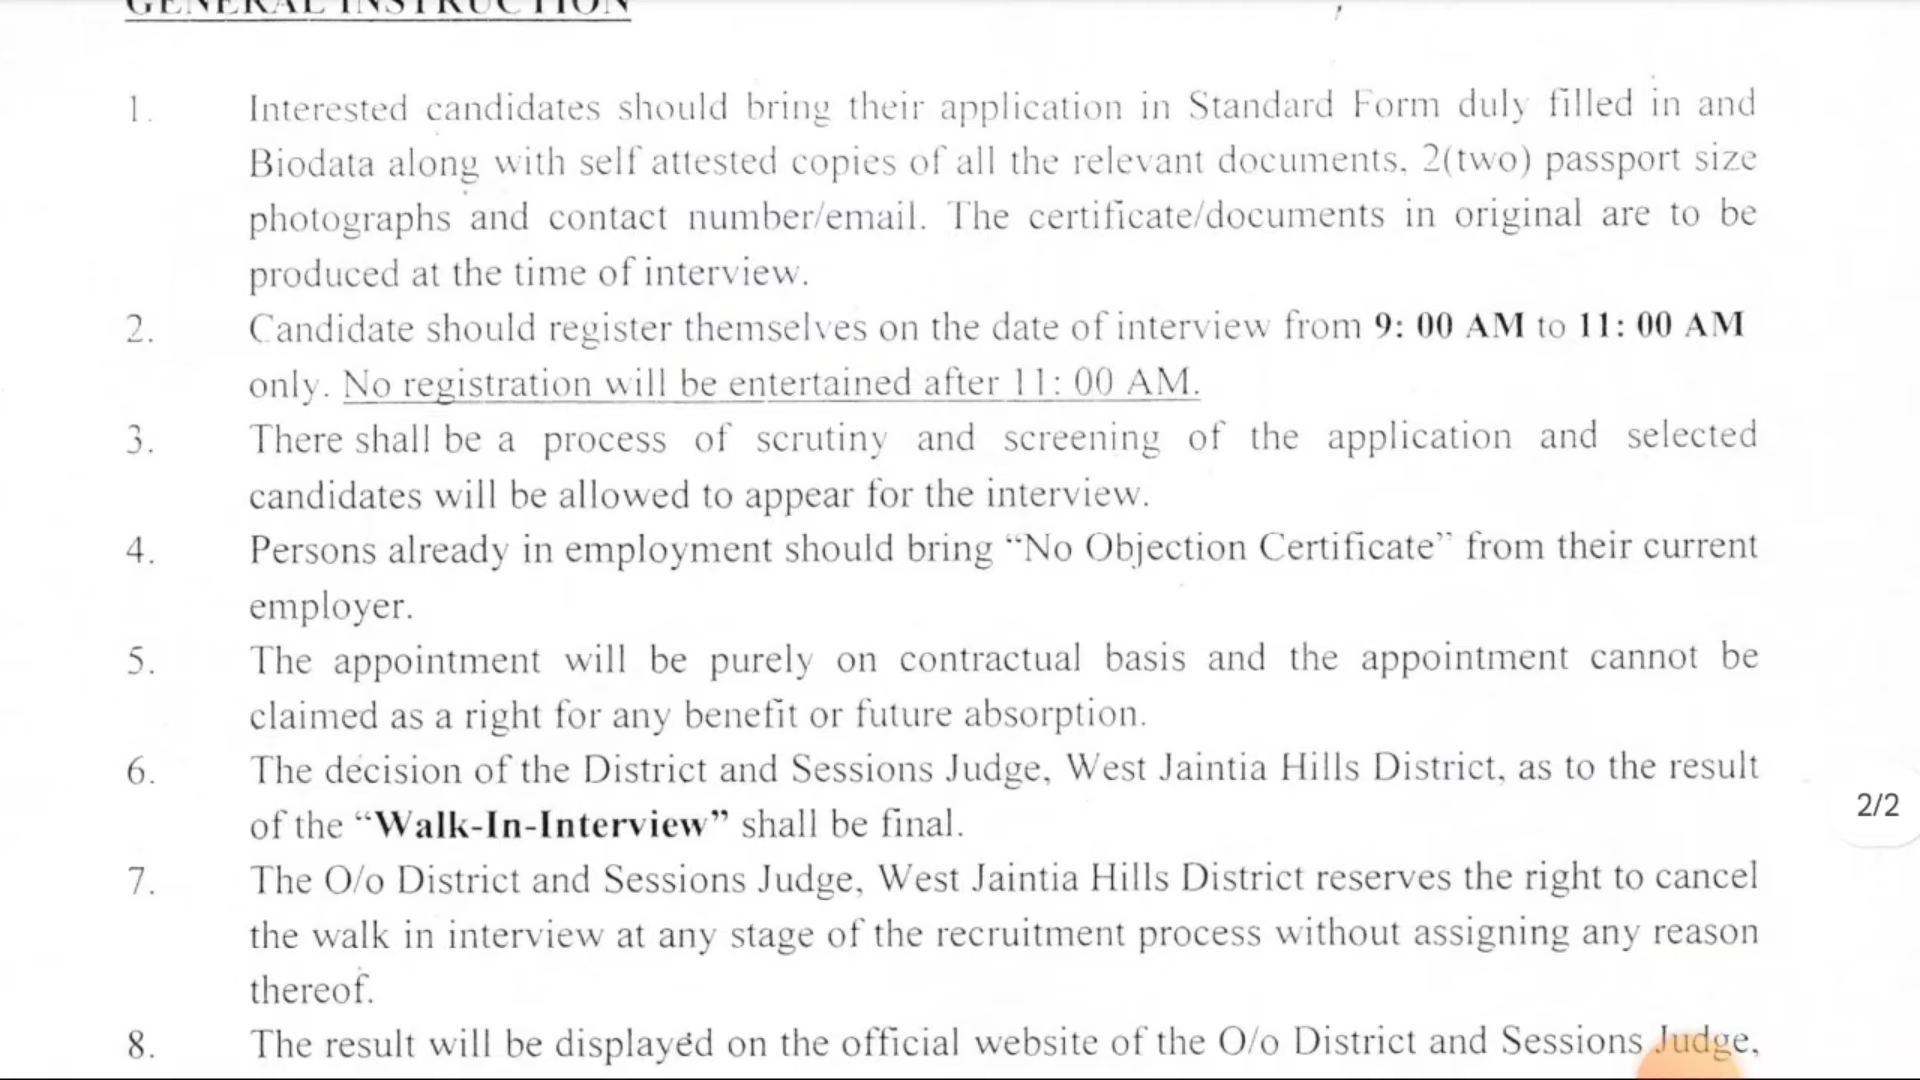 GENERAL INSTRUCTION
1. Interested candidates should bring their application in Standard Form duly filled in and
Biodata along with self attested copies of all the relevant documents, 2(two) passport size
photographs and contact number/email. The certificate/documents in original are to be
produced at the time of interview.
2. Candidate should register themselves on the date of interview from 9: 00 AM to 11: 00 AM
only. No registration will be entertained after 11: 00 AM.
3. There shall be a process of scrutiny and screening of the application and selected
candidates will be allowed to appear for the interview.
4. Persons already in employment should bring “No Objection Certificate” from their current
employer.
5. The appointment will be purely on contractual basis and the appointment cannot be
claimed as a right for any benefit or future absorption.
6. The decision of the District and Sessions Judge, West Jaintia Hills District, as to the result
of the “Walk-In-Interview” shall be final.
2/2
7. The O/o District and Sessions Judge, West Jaintia Hills District reserves the right to cancel
the walk in interview at any stage of the recruitment process without assigning any reason
thereof.
8. The result will be displayed on the official website of the O/o District and Sessions Judge,